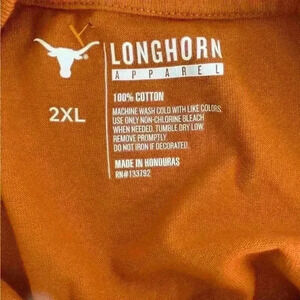 LONGHORN
APPAREL
2XL
100% COTTON
MACHINE WASH COLD WITH LIKE COLORS.
USE ONLY NON-CHLORINE BLEACH
WHEN NEEDED. TUMBLE DRY LOW.
REMOVE PROMPTLY.
DO NOT IRON IF DECORATED.
MADE IN HONDURAS
RN#133792